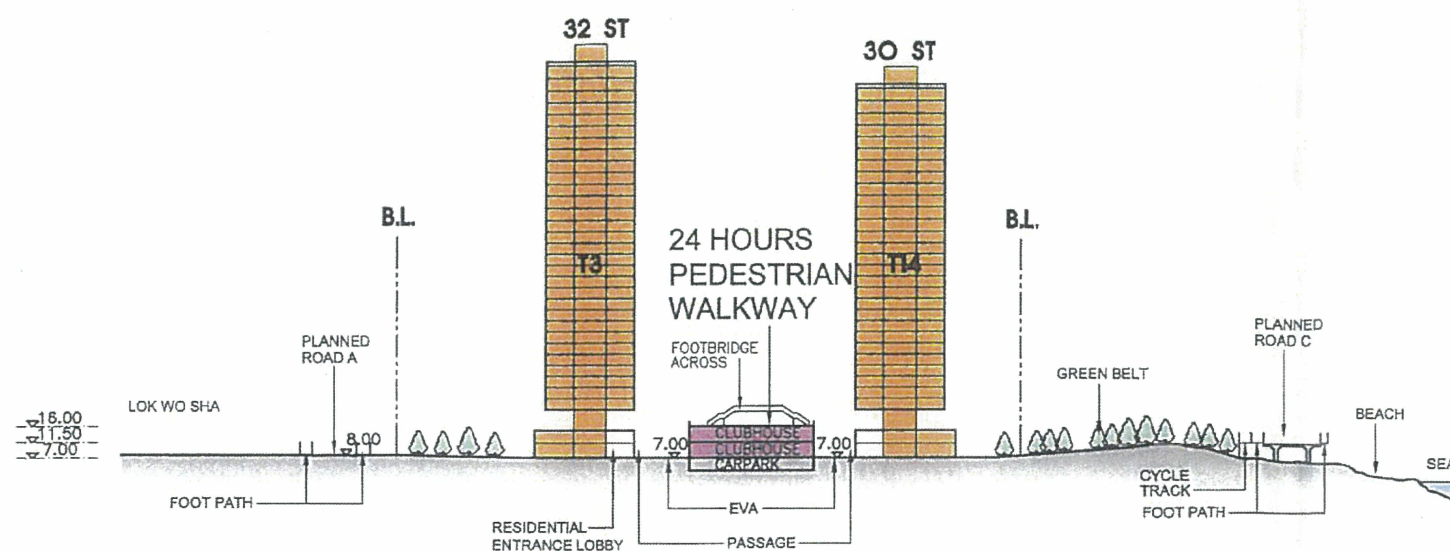 32 ST
30 ST
B.L.
T3
24 HOURS
PEDESTRIAN
WALKWAY
T14
B.L.
PLANNED
ROAD A
FOOTBRIDGE
ACROSS
PLANNED
ROAD C
GREEN BELT
LOK WO SHA
BEACH
16.00
11.50
7.00
8.00
7.00
CLUBHOUSE
CLUBHOUSE
CARPARK
7.00
SEA
FOOT PATH
EVA
CYCLE
TRACK
FOOT PATH
RESIDENTIAL
ENTRANCE LOBBY
PASSAGE